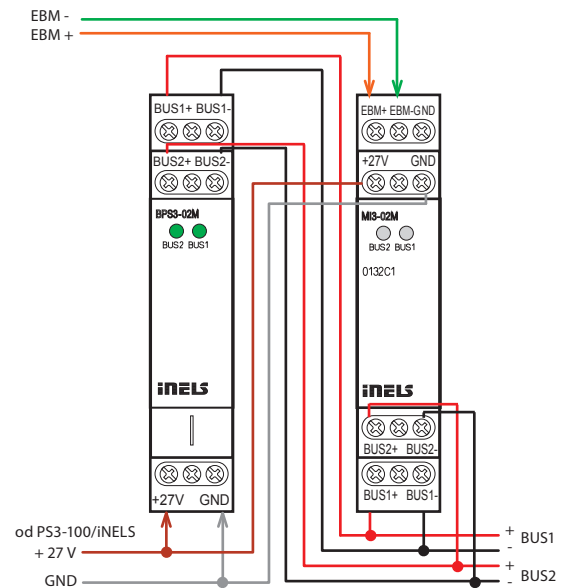 EBM -
EBM +
BUS1+ BUS1-
EBM+ EBM-GND
BUS2+ BUS2-
+27V GND
BPS3-02M
BUS2 BUS1
MI3-02M
BUS2 BUS1
0132C1
iNELS
iNELS
BUS2+ BUS2-
+27V GND
BUS1+ BUS1-
od PS3-100/iNELS
+ 27 V
GND
+
- BUS1
+
- BUS2